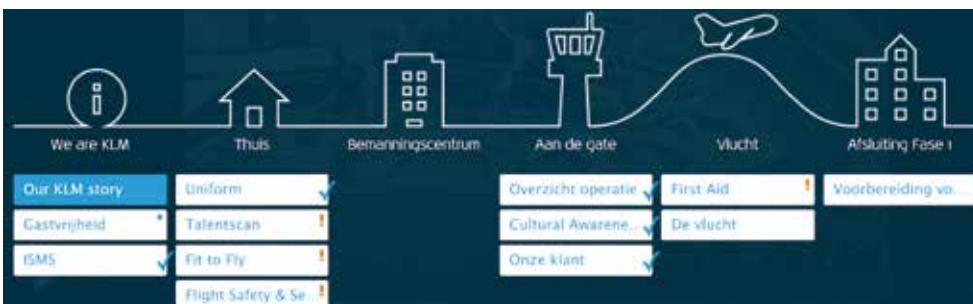 We are KLM
Thuis
Bemanningscentrum
Aan de gate
Vlucht
Afsluiting Fase 1
Our KLM story
Uniform
Overzicht operatie
First Aid
Voorbereiding vo...
Gastvrijheid
Talentscan
Cultural Awarene...
De vlucht
ISMS
Fit to Fly
Onze klant
Flight Safety & Se...